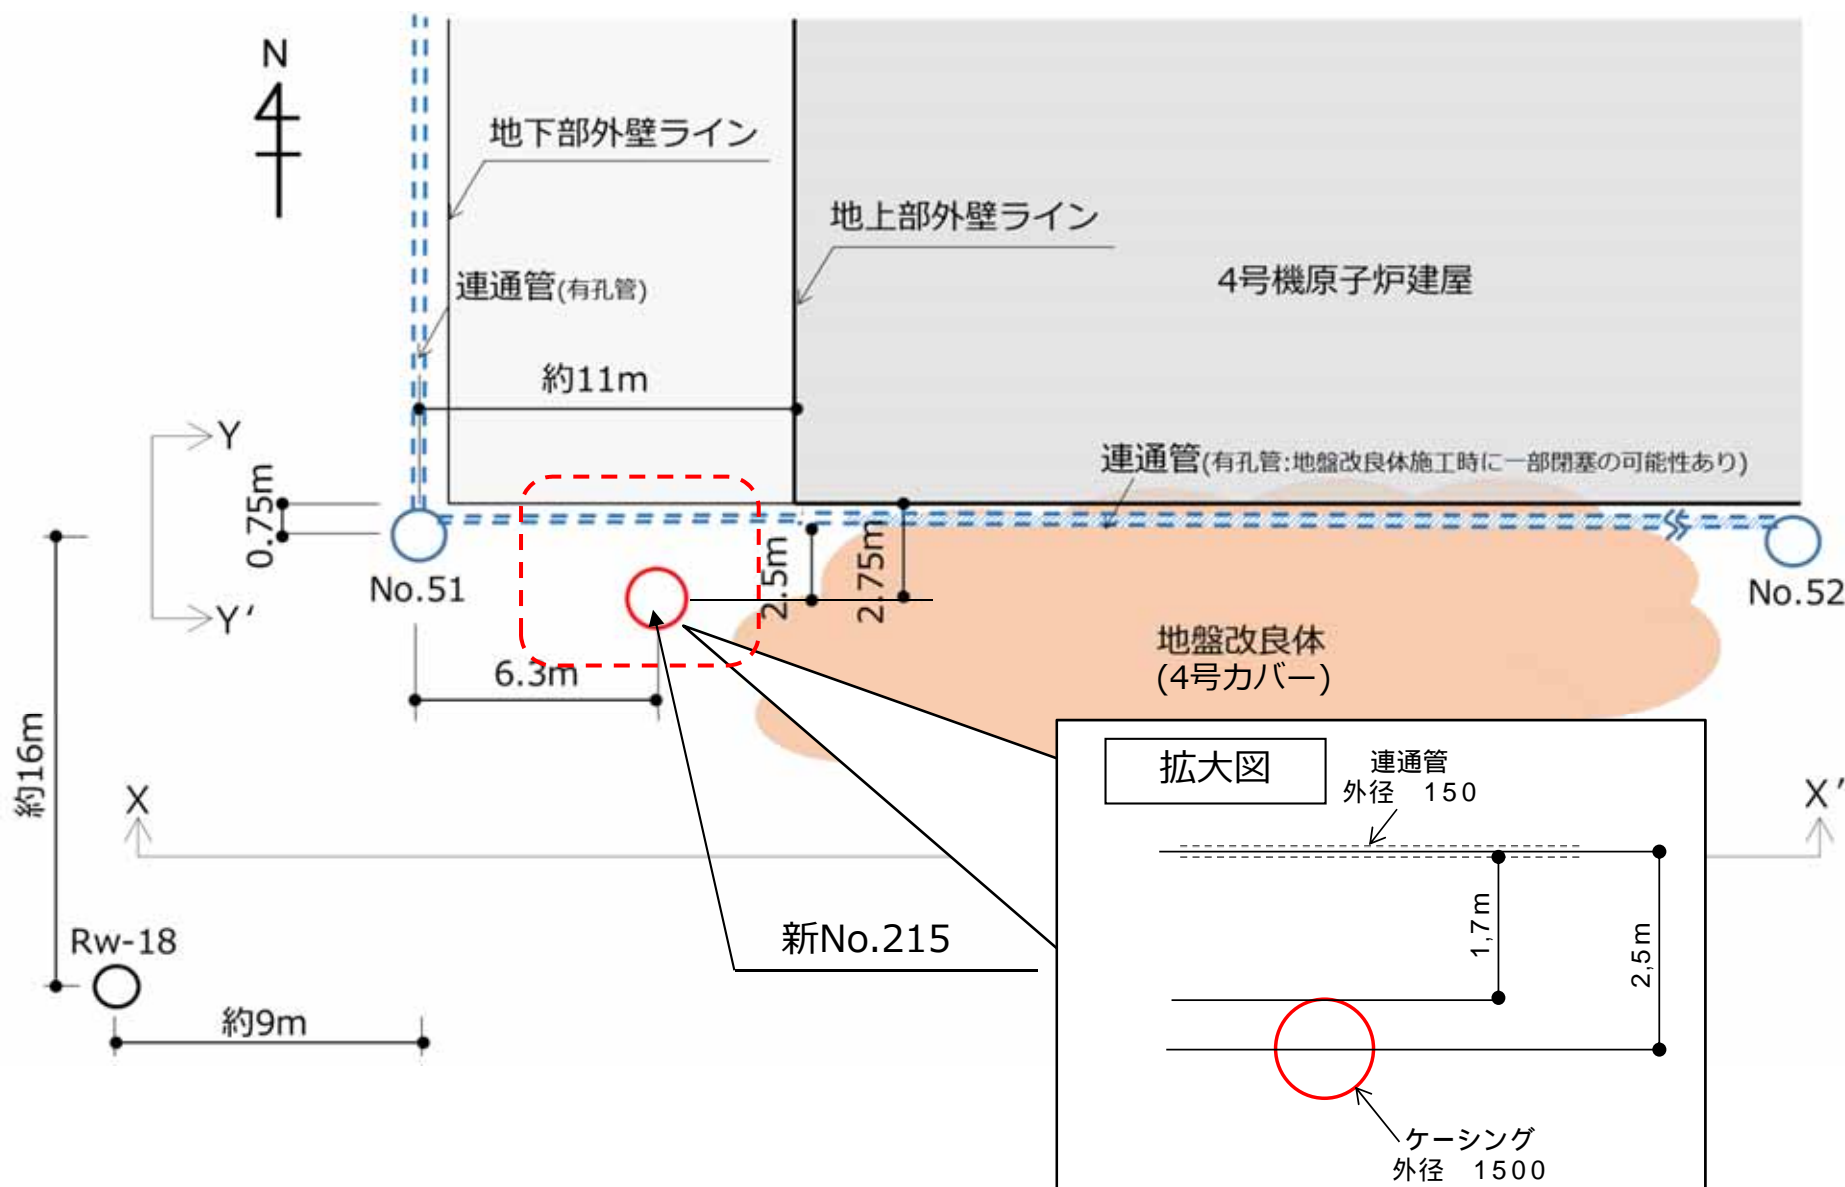 N
地下部外壁ライン
地上部外壁ライン
4号機原子炉建屋
連通管(有孔管)
約11m
Y
連通管(有孔管:地盤改良体施工時に一部閉塞の可能性あり)
0.75m
No.51
2.5m
2.75m
No.52
Y'
地盤改良体
(4号カバー)
6.3m
約16m
X
X'
拡大図
連通管
外径 150
1,7m
2,5m
新No.215
Rw-18
約9m
ケーシング
外径 1500